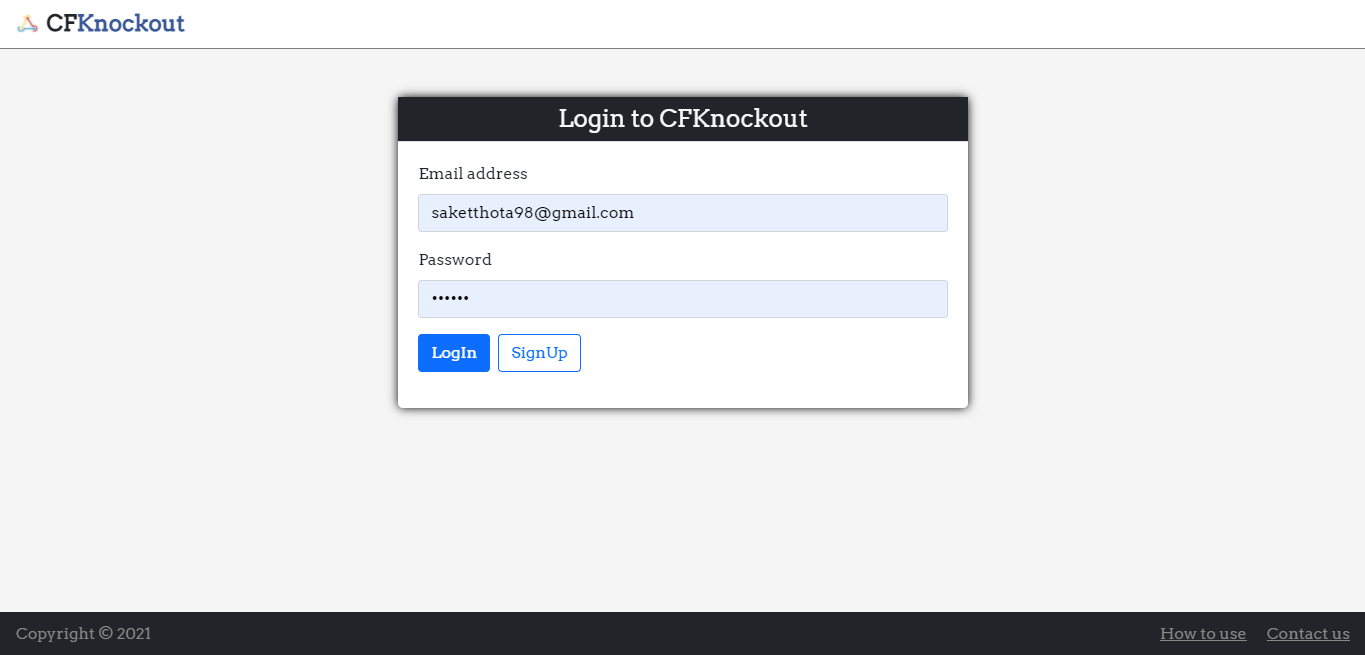 CFKnockout
Login to CFKnockout
Email address
saketthota98@gmail.com
Password
••••••
LogIn SignUp
Copyright © 2021 How to use Contact us